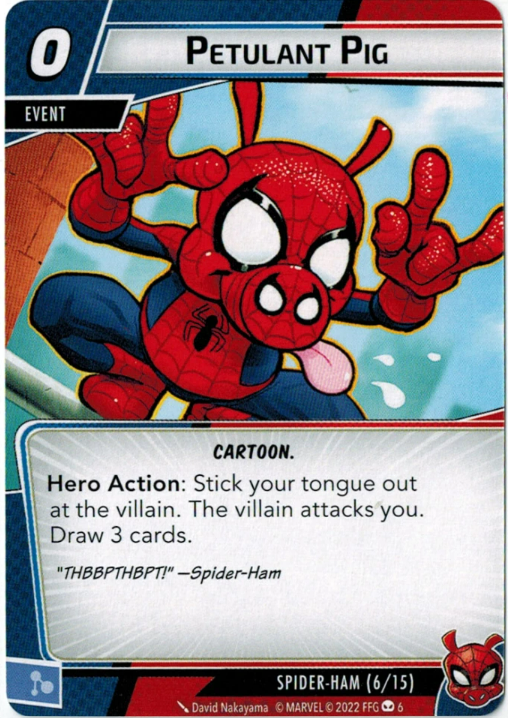 0
PETULANT PIG
EVENT
CARTOON.
Hero Action: Stick your tongue out
at the villain. The villain attacks you.
Draw 3 cards.
"THBBPTHBPT!" —Spider-Ham
SPIDER-HAM (6/15)
David Nakayama © MARVEL © 2022 FFG 6